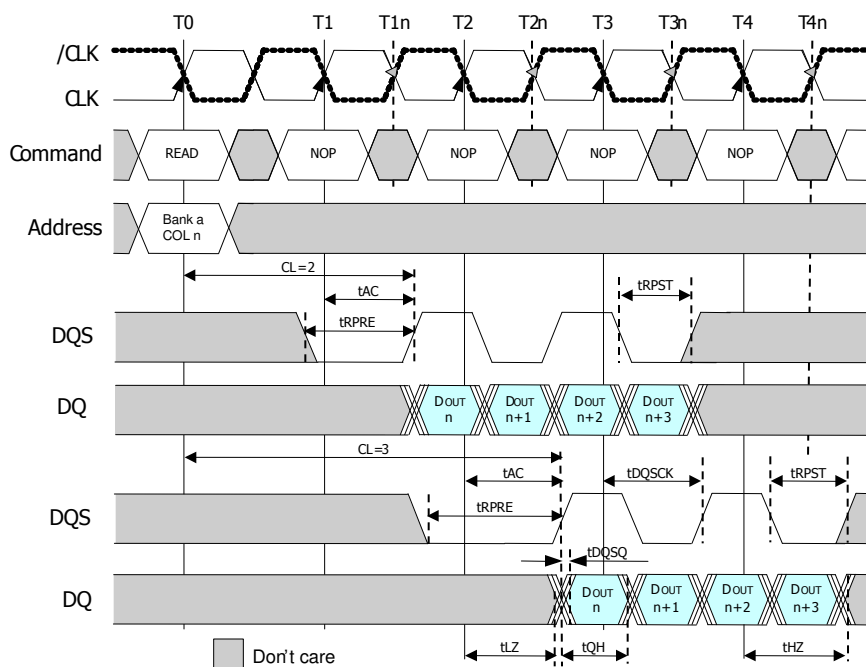 T0 T1 T1n T2 T2n T3 T3n T4 T4n
/CLK
CLK
Command READ NOP NOP NOP NOP
Address Bank a
COL n
CL=2
tAC
tRPRE
tRPST
DQS
DQ DOUT n DOUT n+1 DOUT n+2 DOUT n+3
CL=3
tAC tDQSCK tRPST
tRPRE
DQS
tDQSQ
DQ DOUT n DOUT n+1 DOUT n+2 DOUT n+3
tLZ tQH tHZ
Don't care